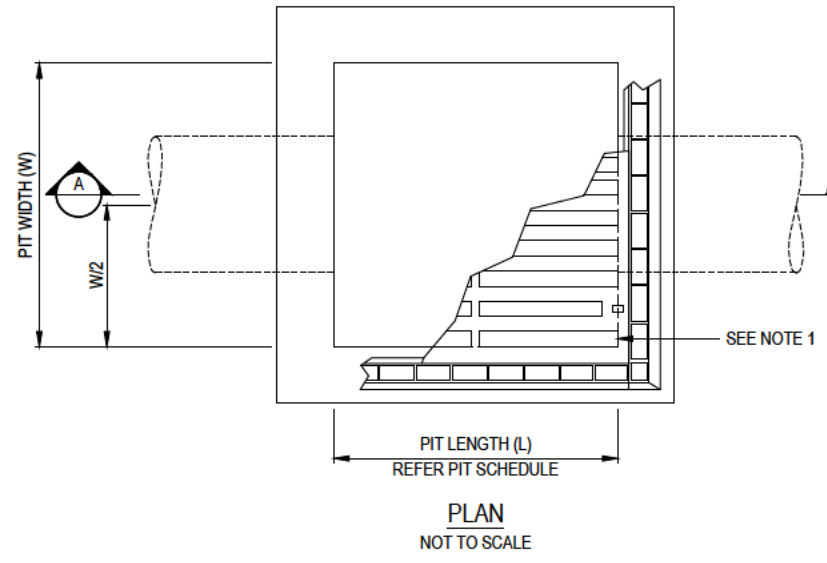 PIT WIDTH (W)
A
W/2
SEE NOTE 1
PIT LENGTH (L)
REFER PIT SCHEDULE
PLAN
NOT TO SCALE